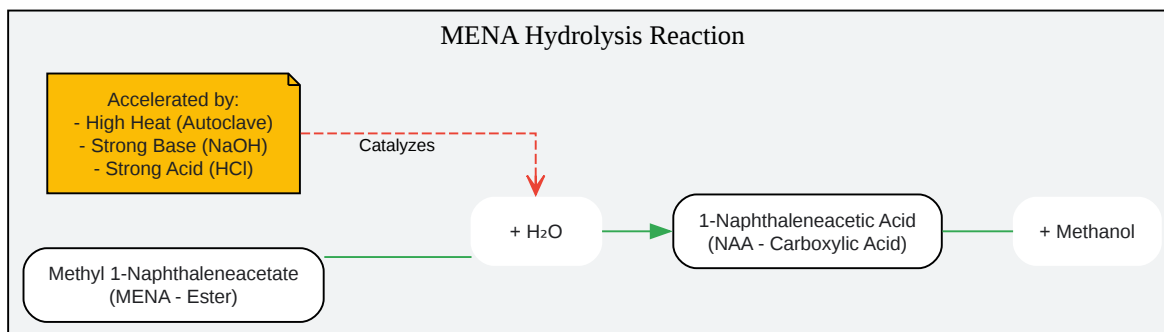 MENA Hydrolysis Reaction
Accelerated by:
- High Heat (Autoclave)
- Strong Base (NaOH)
- Strong Acid (HCl)
Catalyzes
+ H₂O
1-Naphthaleneacetic Acid
(NAA - Carboxylic Acid)
+ Methanol
Methyl 1-Naphthaleneacetate
(MENA - Ester)